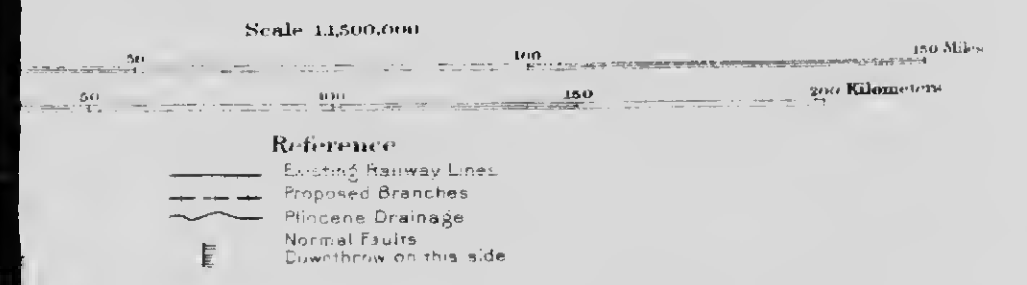 Scale 1:1,500,000
50 100 150 Miles
50 100 150 200 Kilometers
Reference
Existing Railway Lines
Proposed Branches
Pliocene Drainage
Normal Faults
Downthrow on this side